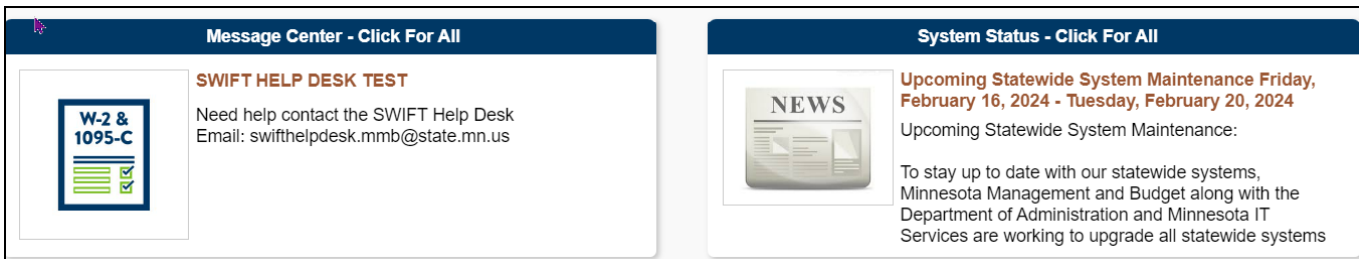 Message Center - Click For All
W-2 &
1095-C
SWIFT HELP DESK TEST
Need help contact the SWIFT Help Desk
Email: swifthelpdesk.mmb@state.mn.us
System Status - Click For All
NEWS
Upcoming Statewide System Maintenance Friday,
February 16, 2024 - Tuesday, February 20, 2024
Upcoming Statewide System Maintenance:
To stay up to date with our statewide systems,
Minnesota Management and Budget along with the
Department of Administration and Minnesota IT
Services are working to upgrade all statewide systems